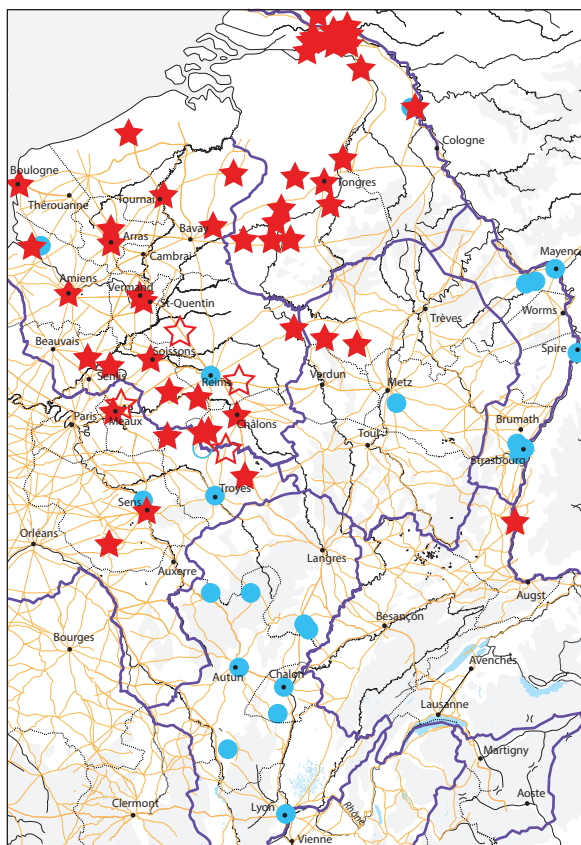 Cologne
Boulogne
Tongres
Thérouanne
Tournai
Bavay
Arras
Cambrai
Mayence
Amiens
Vermand
St-Quentin
Trèves
Worms
Beauvais
Soissons
Spire
Senlis
Reims
Verdun
Metz
Paris
Meaux
Châlons
Brumath
Toul
Strasbourg
Troyes
Sens
Orléans
Langres
Auxerre
Augst
Besançon
Bourges
Autun
Chalon
Avenches
Lausanne
Martigny
Clermont
Lyon
Rhône
Aoste
Vienne